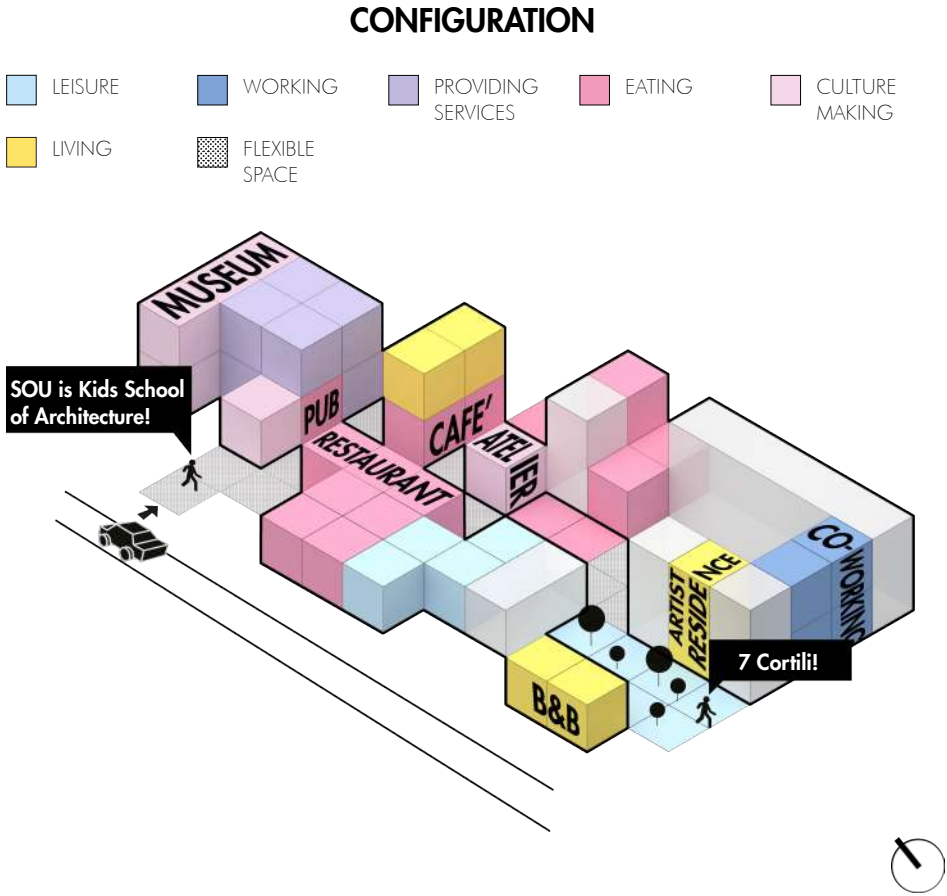 CONFIGURATION
LEISURE
WORKING
PROVIDING
SERVICES
EATING
CULTURE
MAKING
LIVING
FLEXIBLE
SPACE
MUSEUM
SOU is Kids School
of Architecture!
PUB
RESTAURANT
CAFE'
ATELIER
CO-WORKING
ARTIST
RESIDENCE
7 Cortili!
B&B